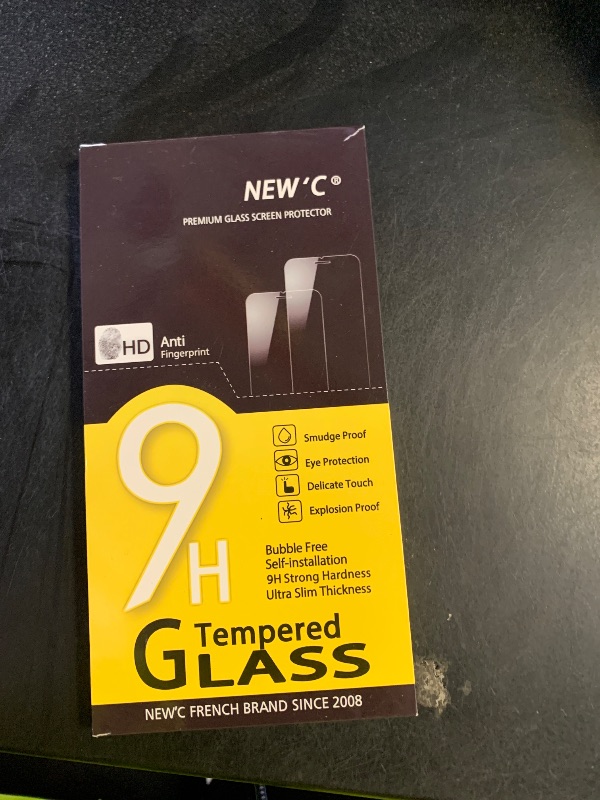 NEW'C®
PREMIUM GLASS SCREEN PROTECTOR
HD
Anti
Fingerprint
9H
Smudge Proof
Eye Protection
Delicate Touch
Explosion Proof
Bubble Free
Self-installation
9H Strong Hardness
Ultra Slim Thickness
Tempered
GLASS
NEW'C FRENCH BRAND SINCE 2008